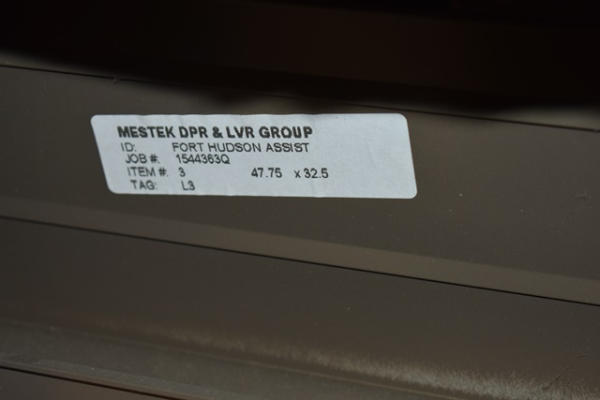 MESTEK DPR & LVR GROUP
ID: FORT HUDSON ASSIST
JOB #: 1544363Q
ITEM #: 3 47.75 x 32.5
TAG: L3